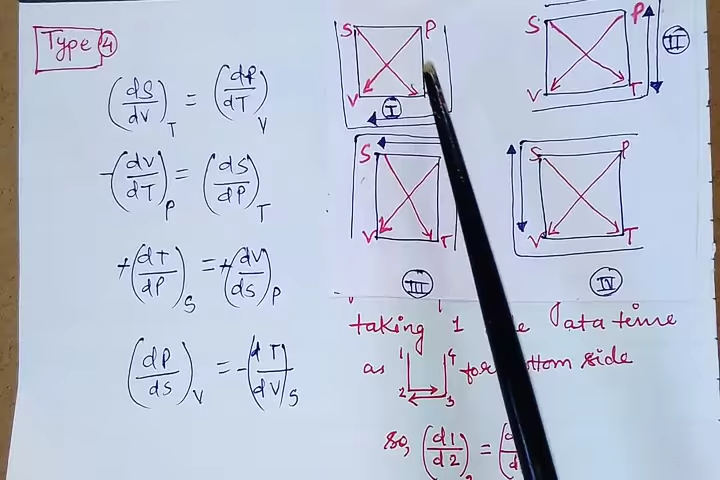 Type 4
(dS/dV)_T = (dP/dT)_V
-(dV/dT)_P = (dS/dP)_T
+(dT/dP)_S = +(dV/dS)_P
(dP/dS)_V = -(dT/dV)_S
S P
V
I
S P
V T
II
S
V T
III
S P
V T
IV
taking 1
as 1 4 for bottom side
2 3
so, (d1/d2) =